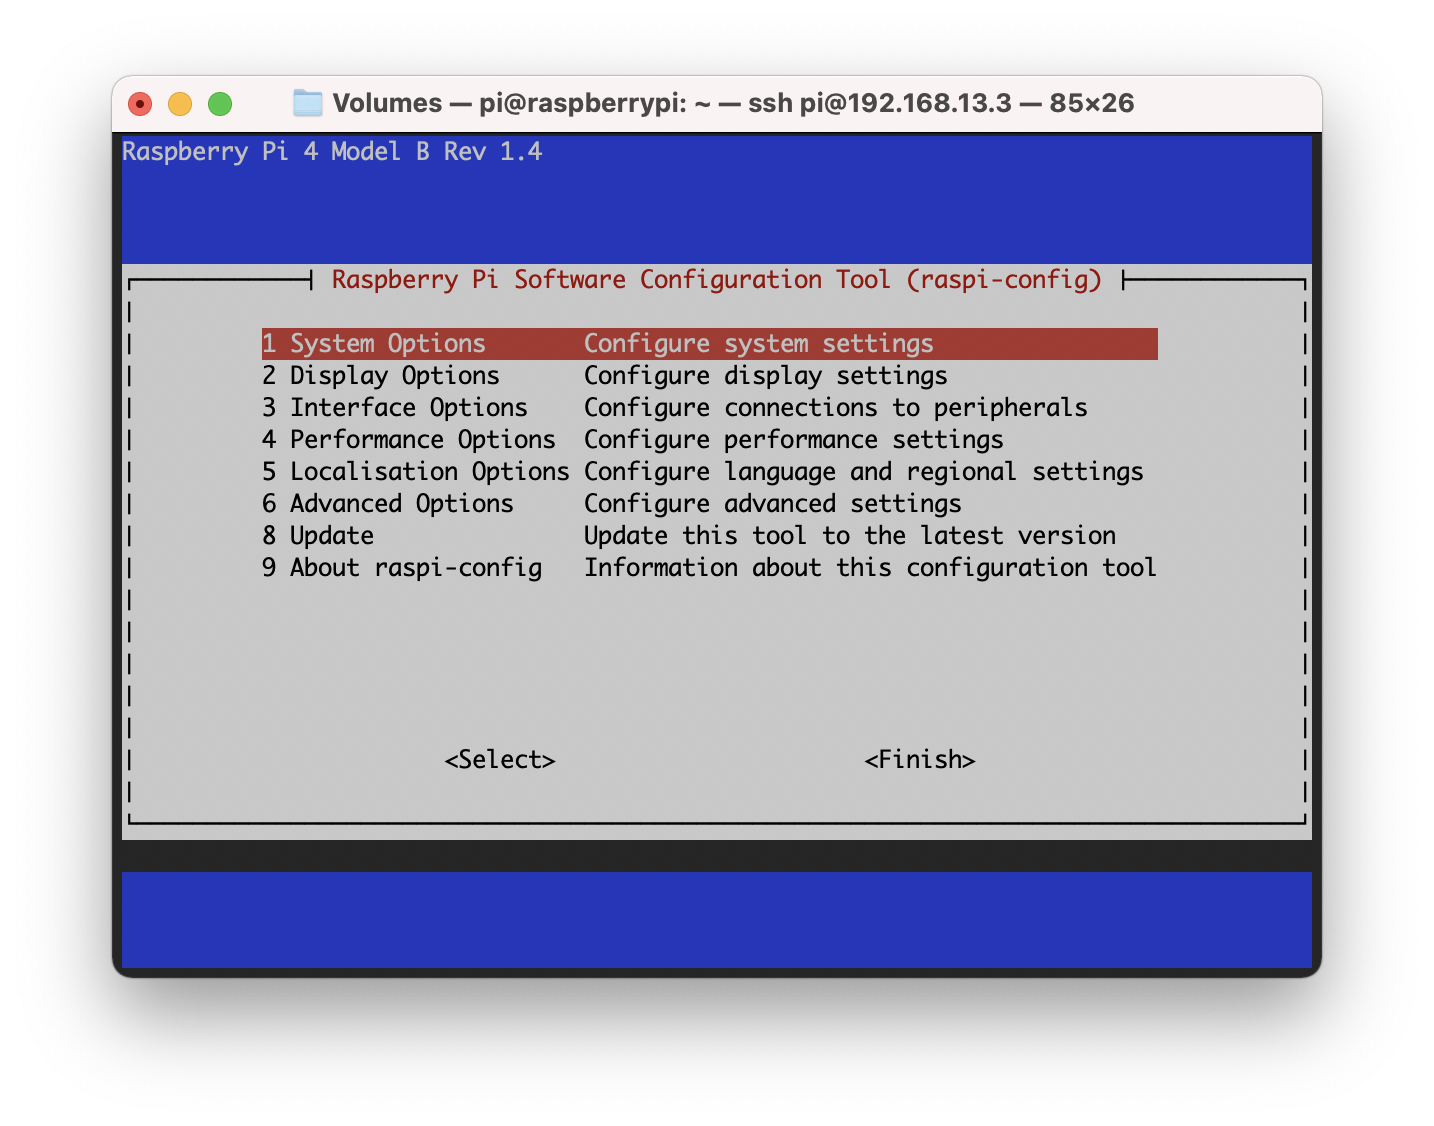 Volumes — pi@raspberrypi: ~ — ssh pi@192.168.13.3 — 85×26
Raspberry Pi 4 Model B Rev 1.4
Raspberry Pi Software Configuration Tool (raspi-config)
1 System Options Configure system settings
2 Display Options Configure display settings
3 Interface Options Configure connections to peripherals
4 Performance Options Configure performance settings
5 Localisation Options Configure language and regional settings
6 Advanced Options Configure advanced settings
8 Update Update this tool to the latest version
9 About raspi-config Information about this configuration tool
<Select> <Finish>